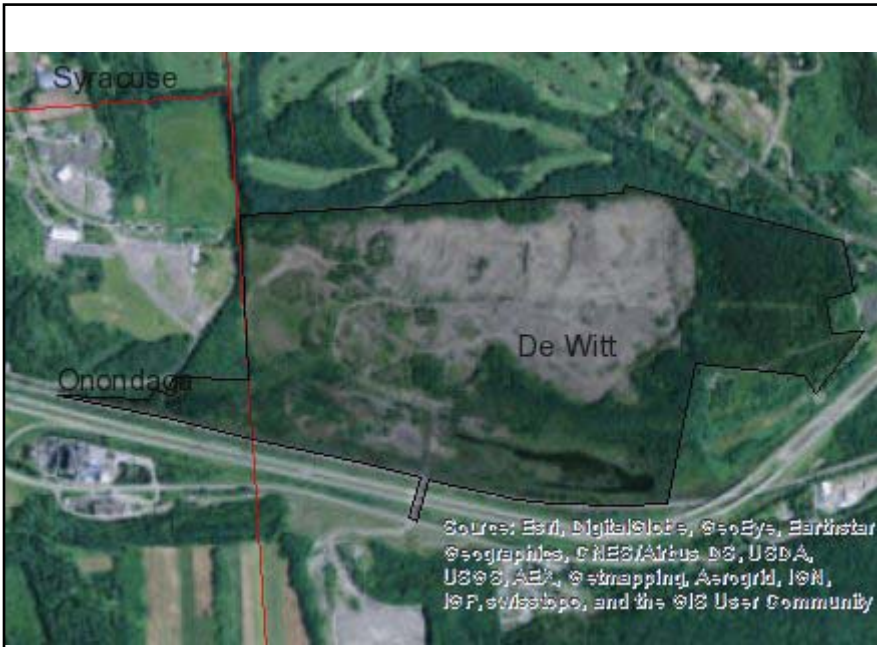 Syracuse
De Witt
Onondaga
Source: Esri, DigitalGlobe, GeoEye, Earthstar
Geographics, CNES/Airbus DS, USDA,
USGS, AEX, Getmapping, Aerogrid, IGN,
IGP, swisstopo, and the GIS User Community